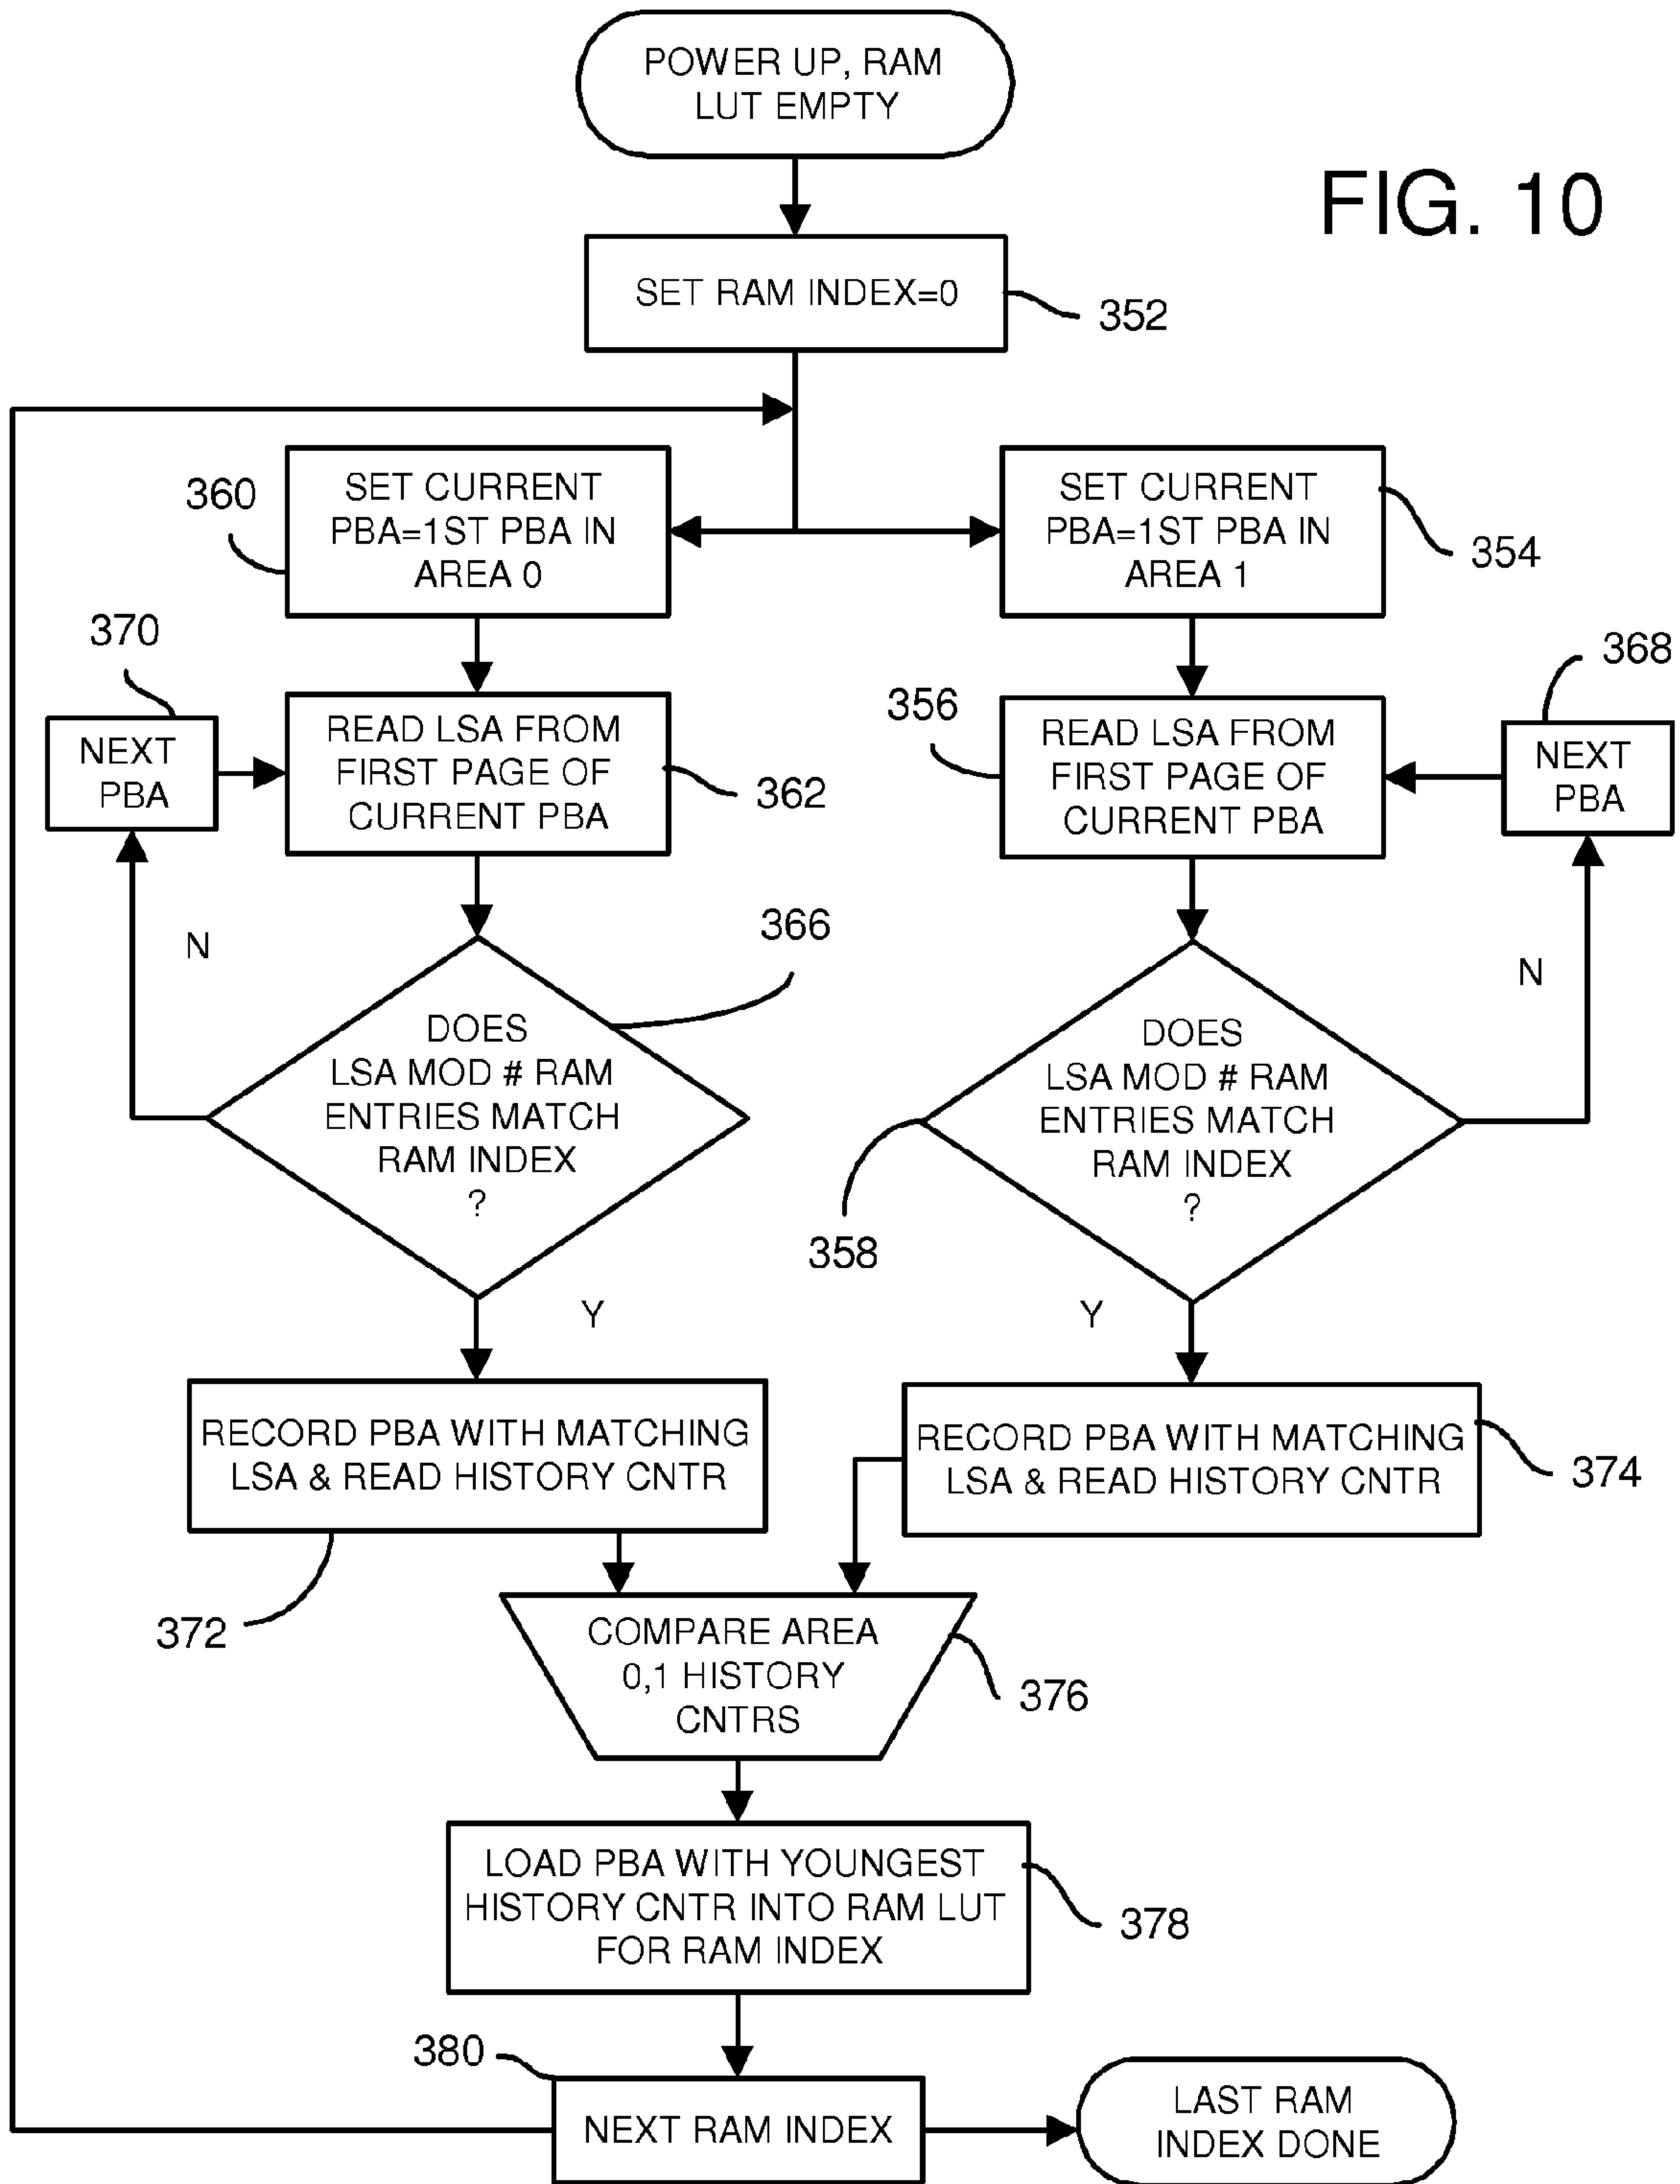 POWER UP, RAM
LUT EMPTY
FIG. 10
SET RAM INDEX=0
352
360
SET CURRENT
PBA=1ST PBA IN
AREA 0
SET CURRENT
PBA=1ST PBA IN
AREA 1
354
370
NEXT
PBA
READ LSA FROM
FIRST PAGE OF
CURRENT PBA
362
356
READ LSA FROM
FIRST PAGE OF
CURRENT PBA
368
NEXT
PBA
N
366
DOES
LSA MOD # RAM
ENTRIES MATCH
RAM INDEX
?
N
DOES
LSA MOD # RAM
ENTRIES MATCH
RAM INDEX
?
358
Y
Y
RECORD PBA WITH MATCHING
LSA & READ HISTORY CNTR
372
RECORD PBA WITH MATCHING
LSA & READ HISTORY CNTR
374
COMPARE AREA
0,1 HISTORY
CNTRS
376
LOAD PBA WITH YOUNGEST
HISTORY CNTR INTO RAM LUT
FOR RAM INDEX
378
380
NEXT RAM INDEX
LAST RAM
INDEX DONE